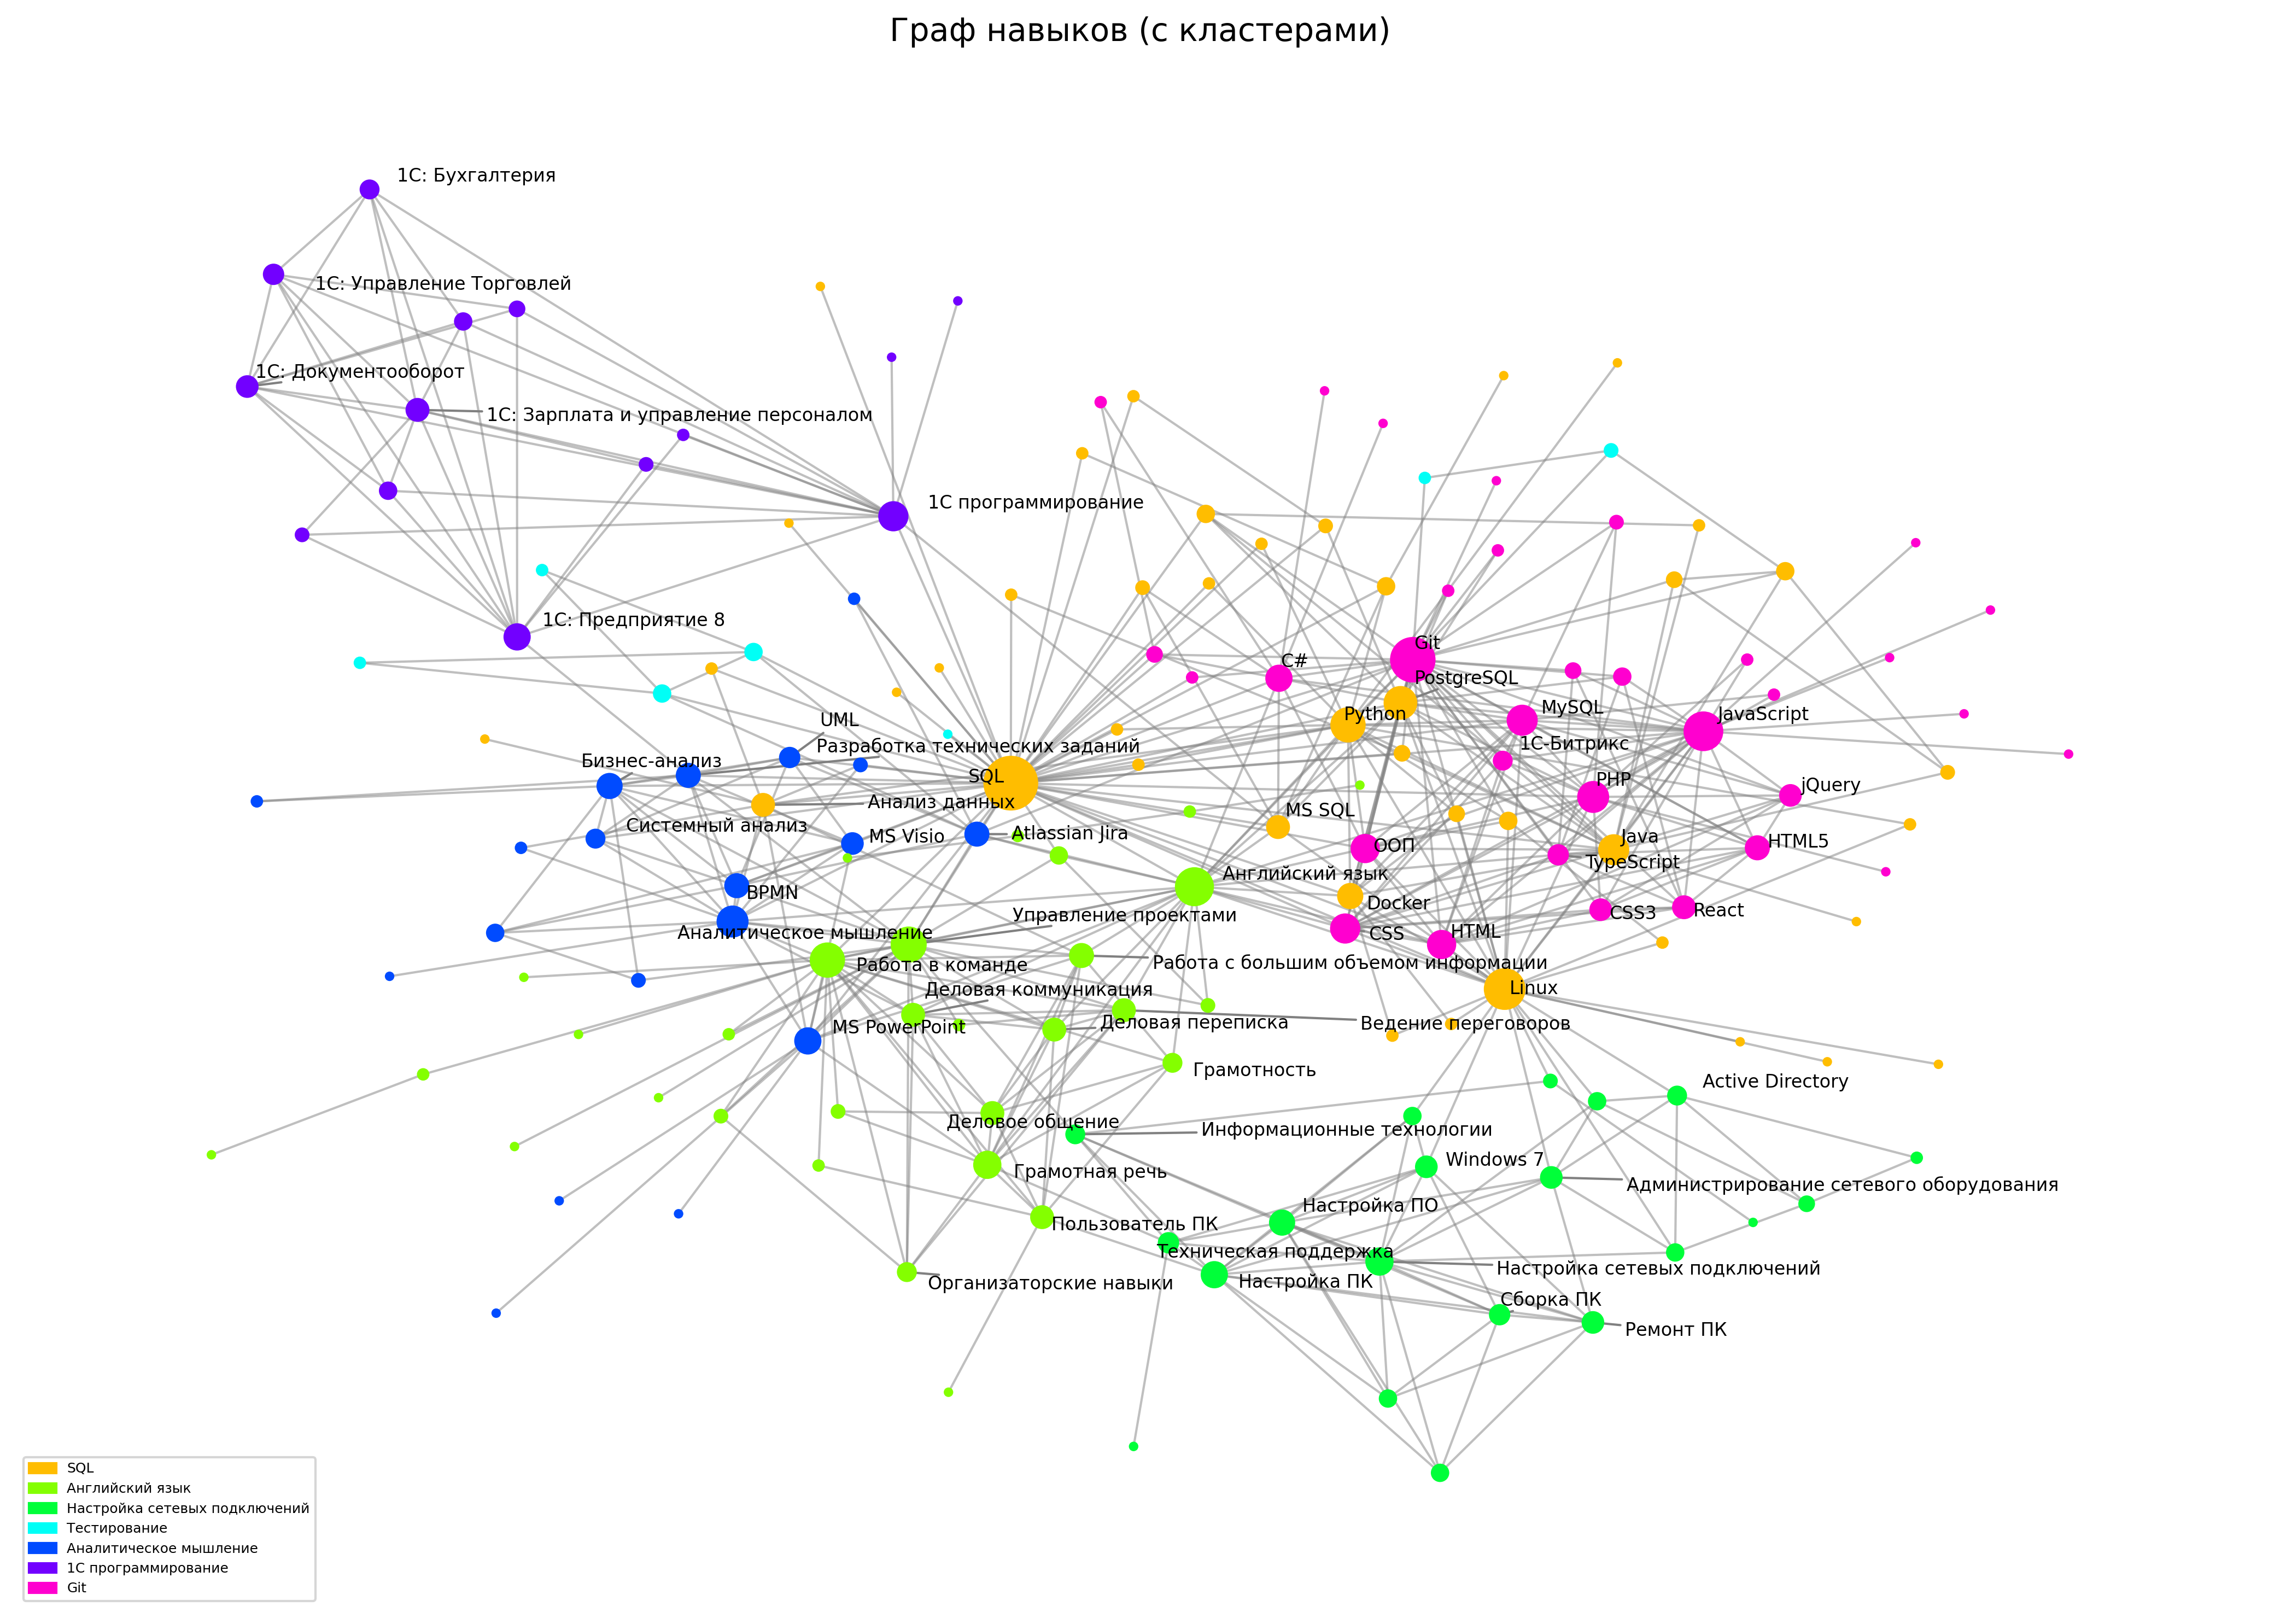 Граф навыков (с кластерами)
1С: Бухгалтерия
1С: Управление Торговлей
1С: Документооборот
1С: Зарплата и управление персоналом
1С программирование
1С: Предприятие 8
Git
C#
PostgreSQL
Python
MySQL
JavaScript
UML
Разработка технических заданий
1С-Битрикс
Бизнес-анализ
SQL
PHP
jQuery
Анализ данных
MS SQL
Системный анализ
MS Visio
Atlassian Jira
ООП
Java
HTML5
TypeScript
Английский язык
BPMN
Docker
Управление проектами
CSS3
React
Аналитическое мышление
CSS
HTML
Работа в команде
Работа с большим объемом информации
Деловая коммуникация
Linux
MS PowerPoint
Деловая переписка
Ведение переговоров
Грамотность
Active Directory
Деловое общение
Информационные технологии
Грамотная речь
Windows 7
Администрирование сетевого оборудования
Настройка ПО
Пользователь ПК
Техническая поддержка
Организаторские навыки
Настройка ПК
Настройка сетевых подключений
Сборка ПК
Ремонт ПК
SQL
Английский язык
Настройка сетевых подключений
Тестирование
Аналитическое мышление
1С программирование
Git